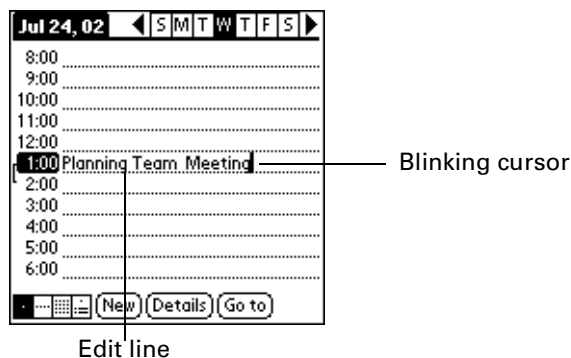 Jul 24, 02 S M T W T F S
8:00
9:00
10:00
11:00
12:00
1:00 Planning Team Meeting Blinking cursor
2:00
3:00
4:00
5:00
6:00
New Details Go to
Edit line